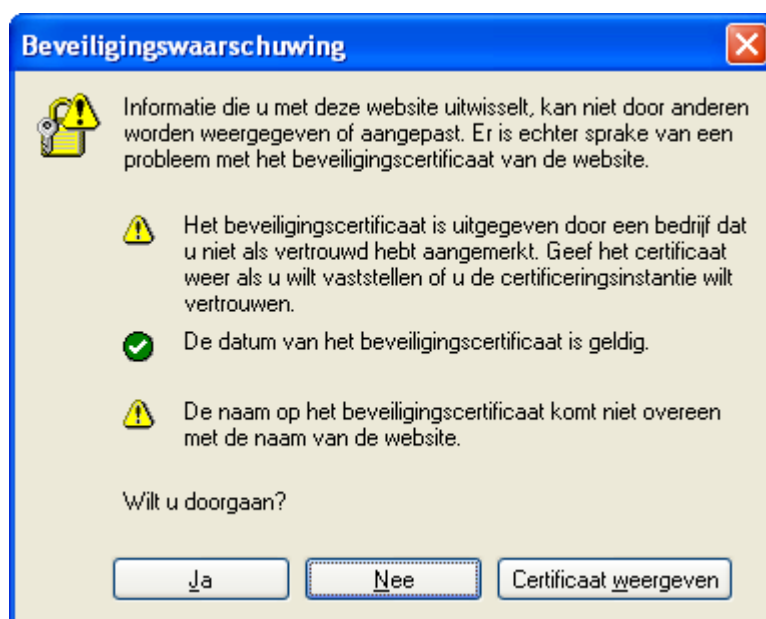 Beveiligingswaarschuwing
Informatie die u met deze website uitwisselt, kan niet door anderen
worden weergegeven of aangepast. Er is echter sprake van een
probleem met het beveiligingscertificaat van de website.
Het beveiligingscertificaat is uitgegeven door een bedrijf dat
u niet als vertrouwd hebt aangemerkt. Geef het certificaat
weer als u wilt vaststellen of u de certificeringsinstantie wilt
vertrouwen.
De datum van het beveiligingscertificaat is geldig.
De naam op het beveiligingscertificaat komt niet overeen
met de naam van de website.
Wilt u doorgaan?
Ja Nee Certificaat weergeven